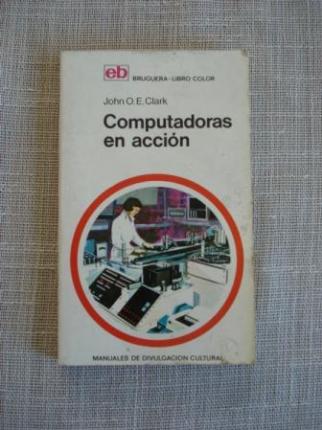 eb BRUGUERA-LIBRO COLOR
John O.E. Clark
Computadoras
en acción
MANUALES DE DIVULGACION CULTURAL